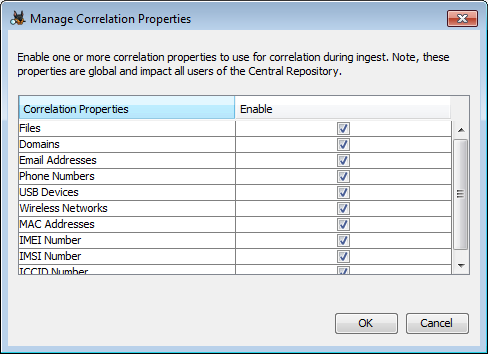 Manage Correlation Properties
Enable one or more correlation properties to use for correlation during ingest. Note, these
properties are global and impact all users of the Central Repository.
Correlation Properties Enable
Files
Domains
Email Addresses
Phone Numbers
USB Devices
Wireless Networks
MAC Addresses
IMEI Number
IMSI Number
ICCID Number
OK Cancel